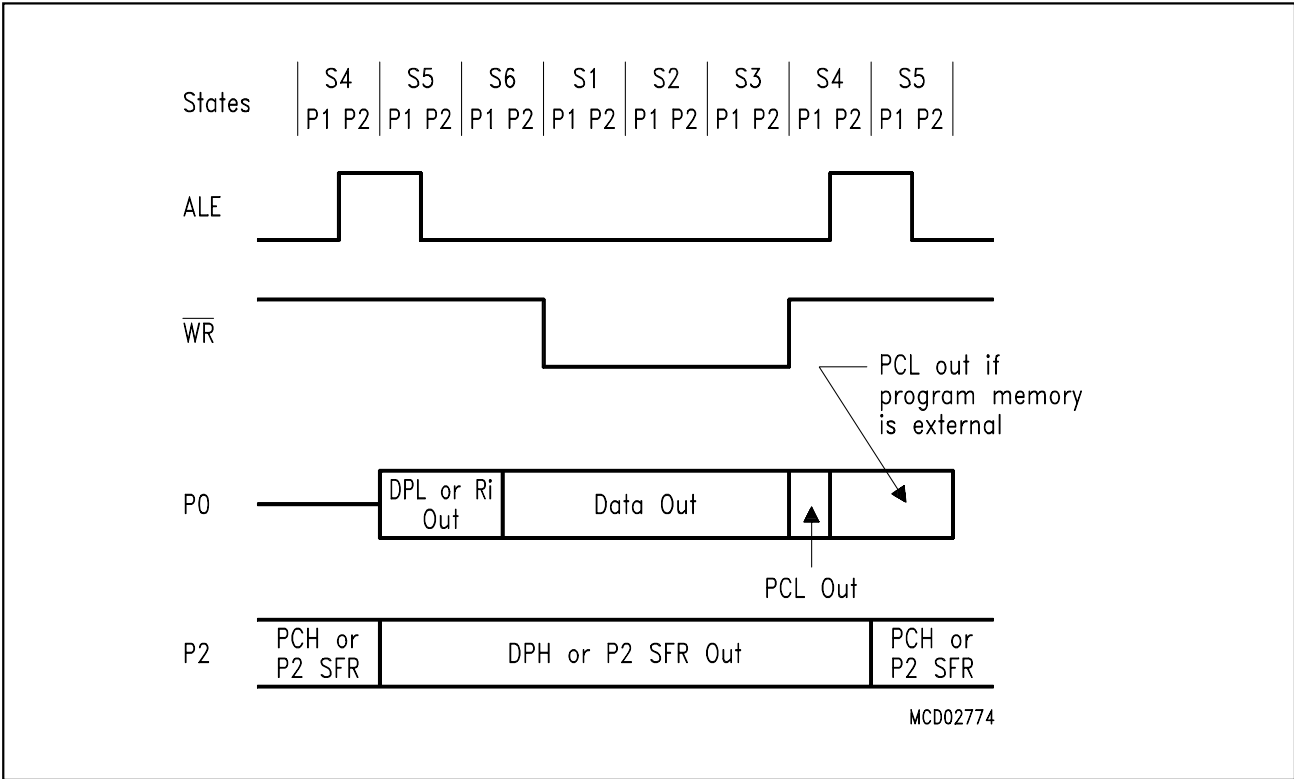 S4 S5 S6 S1 S2 S3 S4 S5
States
P1 P2 P1 P2 P1 P2 P1 P2 P1 P2 P1 P2 P1 P2 P1 P2
ALE
W̅R̅
PCL out if
program memory
is external
P0
DPL or Ri
Out
Data Out
PCL Out
P2
PCH or
P2 SFR
DPH or P2 SFR Out
PCH or
P2 SFR
MCD02774